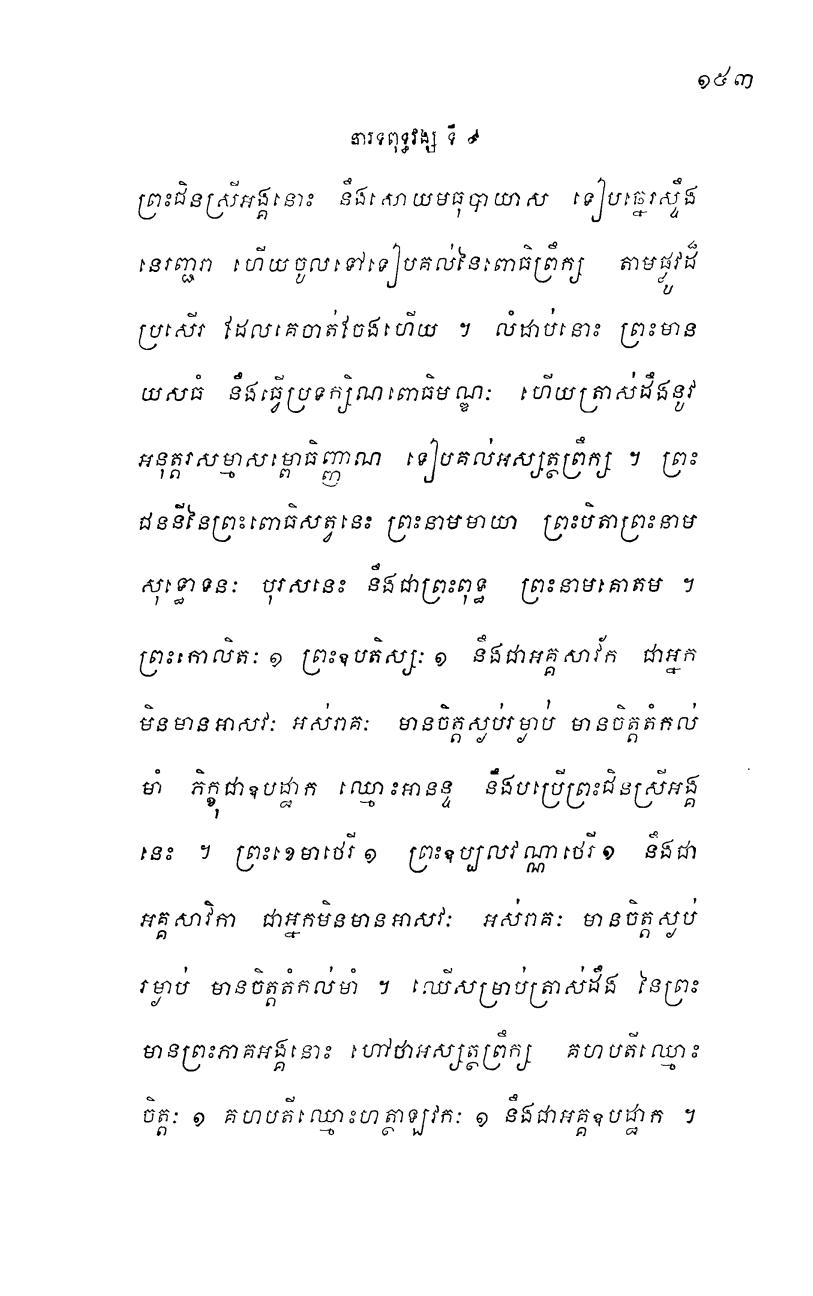 ១៥៣
នារទពុទ្ធវង្ស ទី ៩
ព្រះជិនស្រីអង្គនោះ នឹងសោយមធុបាយាស ទៀបឆ្នេរស្ទឹង
នេរញ្ជរា ហើយចូលទៅទៀបគល់នៃពោធិព្រឹក្ស តាមផ្លូវដ៏
ប្រសើរ ដែលគេបាត់ចែងហើយ ។ លំដាប់នោះ ព្រះមាន
យសធំ នឹងធ្វើប្រទក្សិណពោធិមណ្ឌៈ ហើយត្រាស់ដឹងនូវ
អនុត្តរសម្មាសម្ពោធិញ្ញាណ ទៀបគល់អស្សត្ថព្រឹក្ស ។ ព្រះ
ជននីនៃព្រះពោធិសត្វនេះ ព្រះនាមមាយា ព្រះបិតាព្រះនាម
សុទ្ធោទនៈ បុរសនេះ នឹងជាព្រះពុទ្ធ ព្រះនាមគោតម ។
ព្រះកោលិតៈ ១ ព្រះឧបតិស្សៈ ១ នឹងជាអគ្គសាវ័ក ជាអ្នក
មិនមានអាសវៈ អស់រាគៈ មានចិត្តស្ងប់រម្ងាប់ មានចិត្តតំកល់
មាំ ភិក្ខុជាឧបដ្ឋាក ឈ្មោះអានន្ទ នឹងបម្រើព្រះជិនស្រីអង្គ
នេះ ។ ព្រះខេមាថេរី ១ ព្រះឧប្បលវណ្ណាថេរី ១ នឹងជា
អគ្គសាវិកា ជាអ្នកមិនមានអាសវៈ អស់រាគៈ មានចិត្តស្ងប់
រម្ងាប់ មានចិត្តតំកល់មាំ ។ ឈើសម្រាប់ត្រាស់ដឹង នៃព្រះ
មានព្រះភាគអង្គនោះ ហៅថាអស្សត្ថព្រឹក្ស គហបតីឈ្មោះ
ចិត្តៈ ១ គហបតីឈ្មោះហត្ថាឡវកៈ ១ នឹងជាអគ្គឧបដ្ឋាក ។